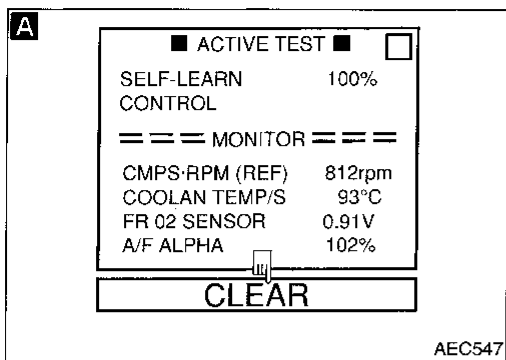 A
■ ACTIVE TEST ■ □
SELF-LEARN 100%
CONTROL
=== MONITOR ===
CMPS·RPM (REF) 812rpm
COOLAN TEMP/S 93°C
FR 02 SENSOR 0.91V
A/F ALPHA 102%
CLEAR
AEC547